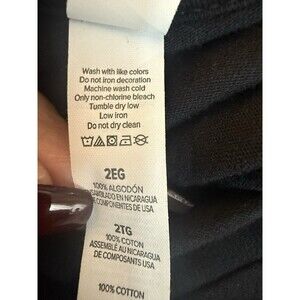 Wash with like colors
Do not iron decoration
Machine wash cold
Only non-chlorine bleach
Tumble dry low
Low iron
Do not dry clean
2EG
100% ALGODÓN
EN NICARAGUA
COMPONENTES DE USA.
2TG
100% COTON
ASSEMBLÉ AU NICARAGUA
DE COMPOSANTS USA.
100% COTTON